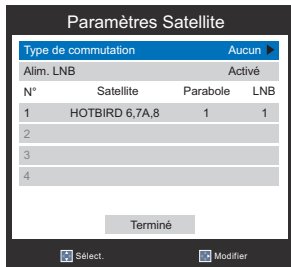 Paramètres Satellite
Type de commutation Aucun
Alim. LNB Activé
N° Satellite Parabole LNB
1 HOTBIRD 6,7A,8 1 1
2
3
4
Terminé
Sélect. Modifier